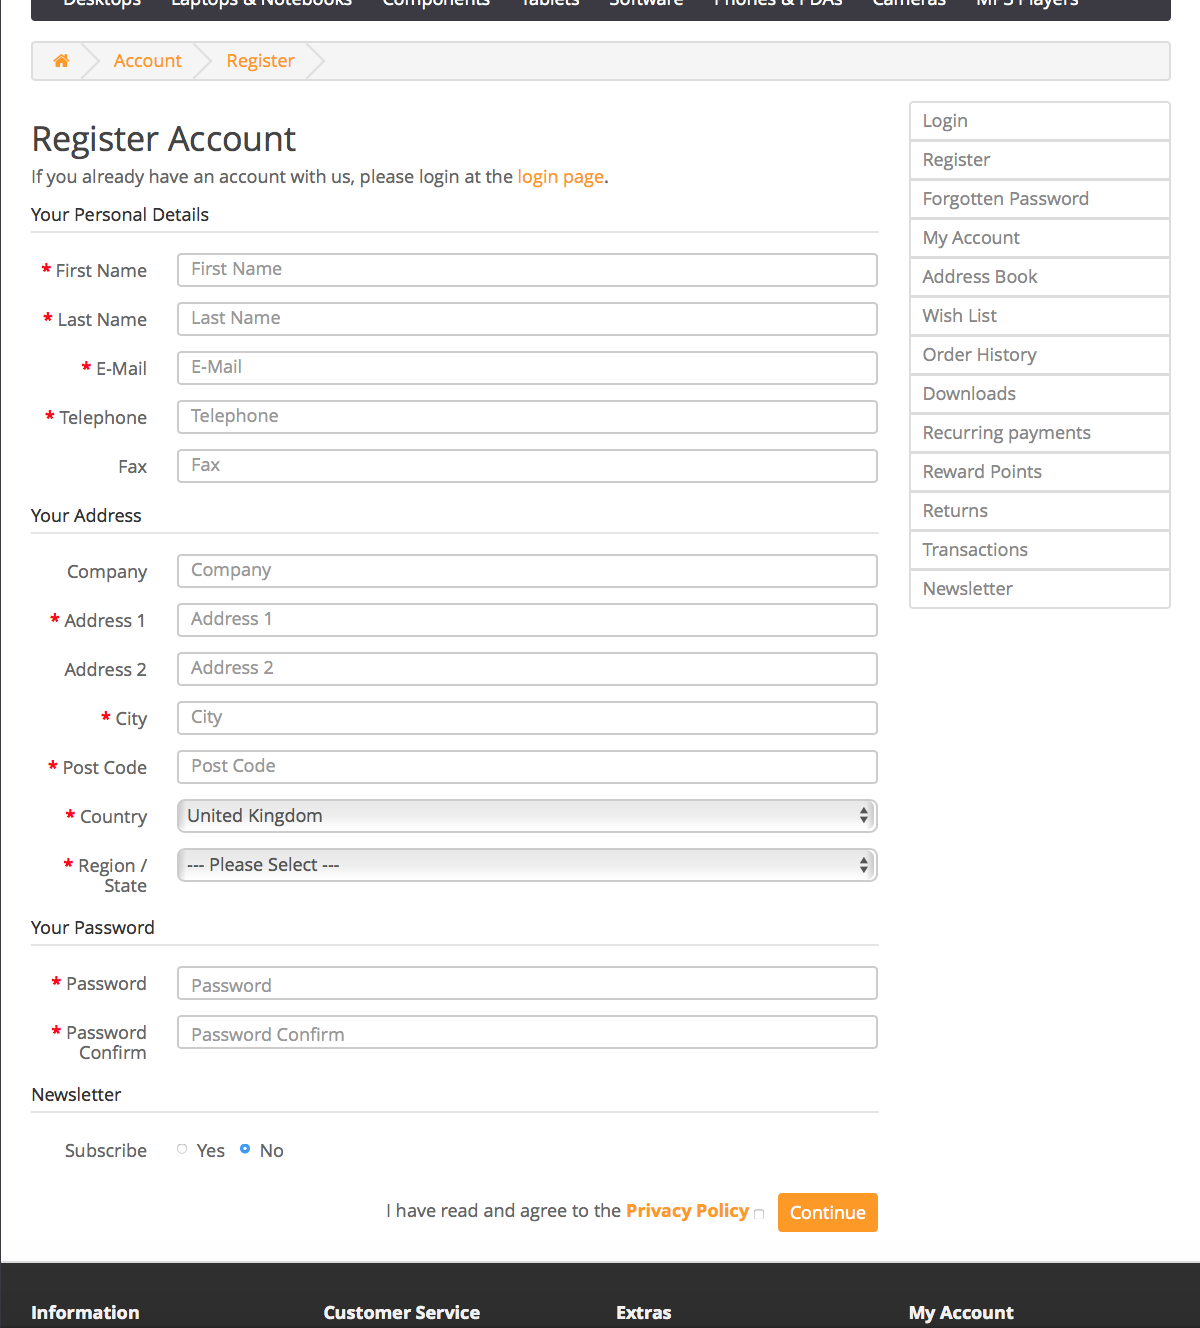 Desktops Laptops & Notebooks Components Tablets Software Phones & PDAs Cameras MP3 Players
Account Register
Register Account
If you already have an account with us, please login at the login page.
Your Personal Details
* First Name First Name
* Last Name Last Name
* E-Mail E-Mail
* Telephone Telephone
Fax Fax
Your Address
Company Company
* Address 1 Address 1
Address 2 Address 2
* City City
* Post Code Post Code
* Country United Kingdom
* Region / --- Please Select ---
State
Your Password
* Password Password
* Password Password Confirm
Confirm
Newsletter
Subscribe Yes No
I have read and agree to the Privacy Policy Continue
Login
Register
Forgotten Password
My Account
Address Book
Wish List
Order History
Downloads
Recurring payments
Reward Points
Returns
Transactions
Newsletter
Information Customer Service Extras My Account